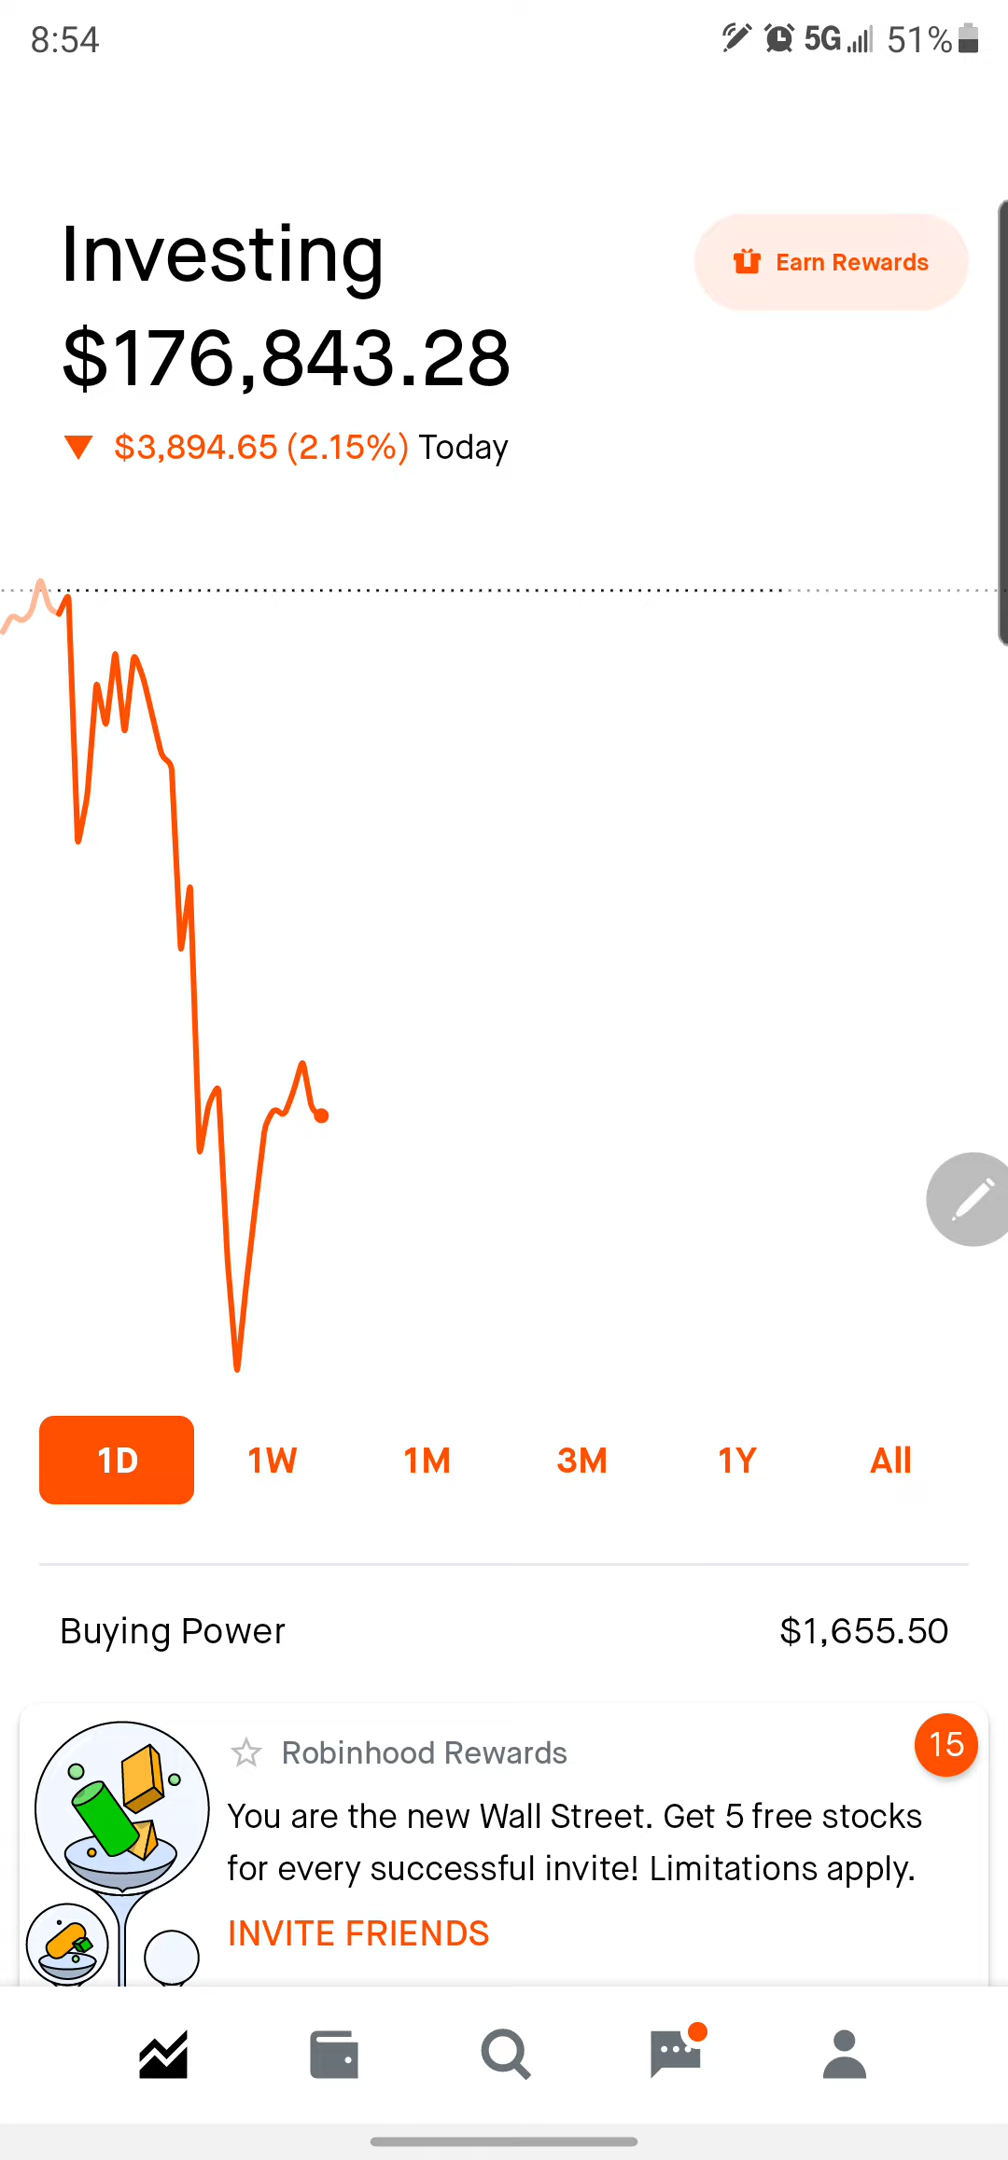 8:54
5G 51%
Investing
Earn Rewards
$176,843.28
▼ $3,894.65 (2.15%) Today
1D 1W 1M 3M 1Y All
Buying Power $1,655.50
Robinhood Rewards
15
You are the new Wall Street. Get 5 free stocks
for every successful invite! Limitations apply.
INVITE FRIENDS